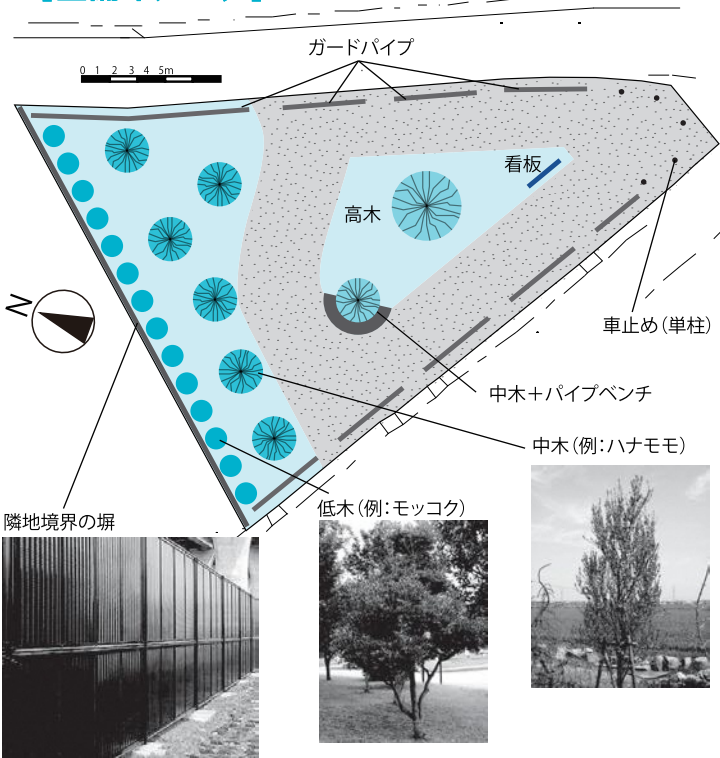 ガードパイプ
0 1 2 3 4 5m
看板
高木
N
車止め（単柱）
中木＋パイプベンチ
中木（例：ハナモモ）
低木（例：モッコク）
隣地境界の塀